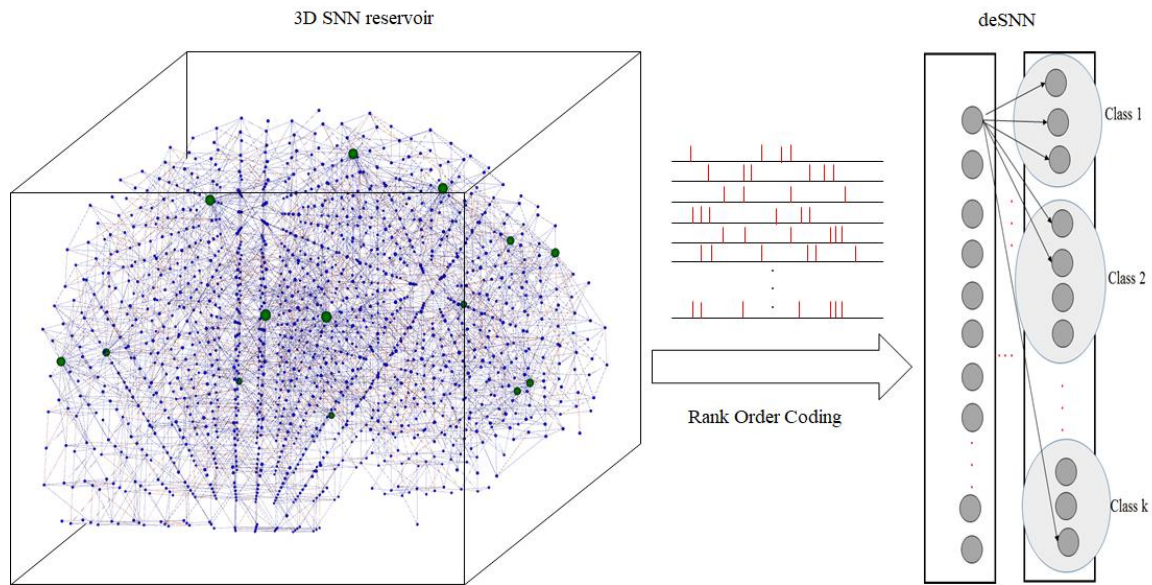 3D SNN reservoir
deSNN
Class 1
Class 2
Rank Order Coding
Class k